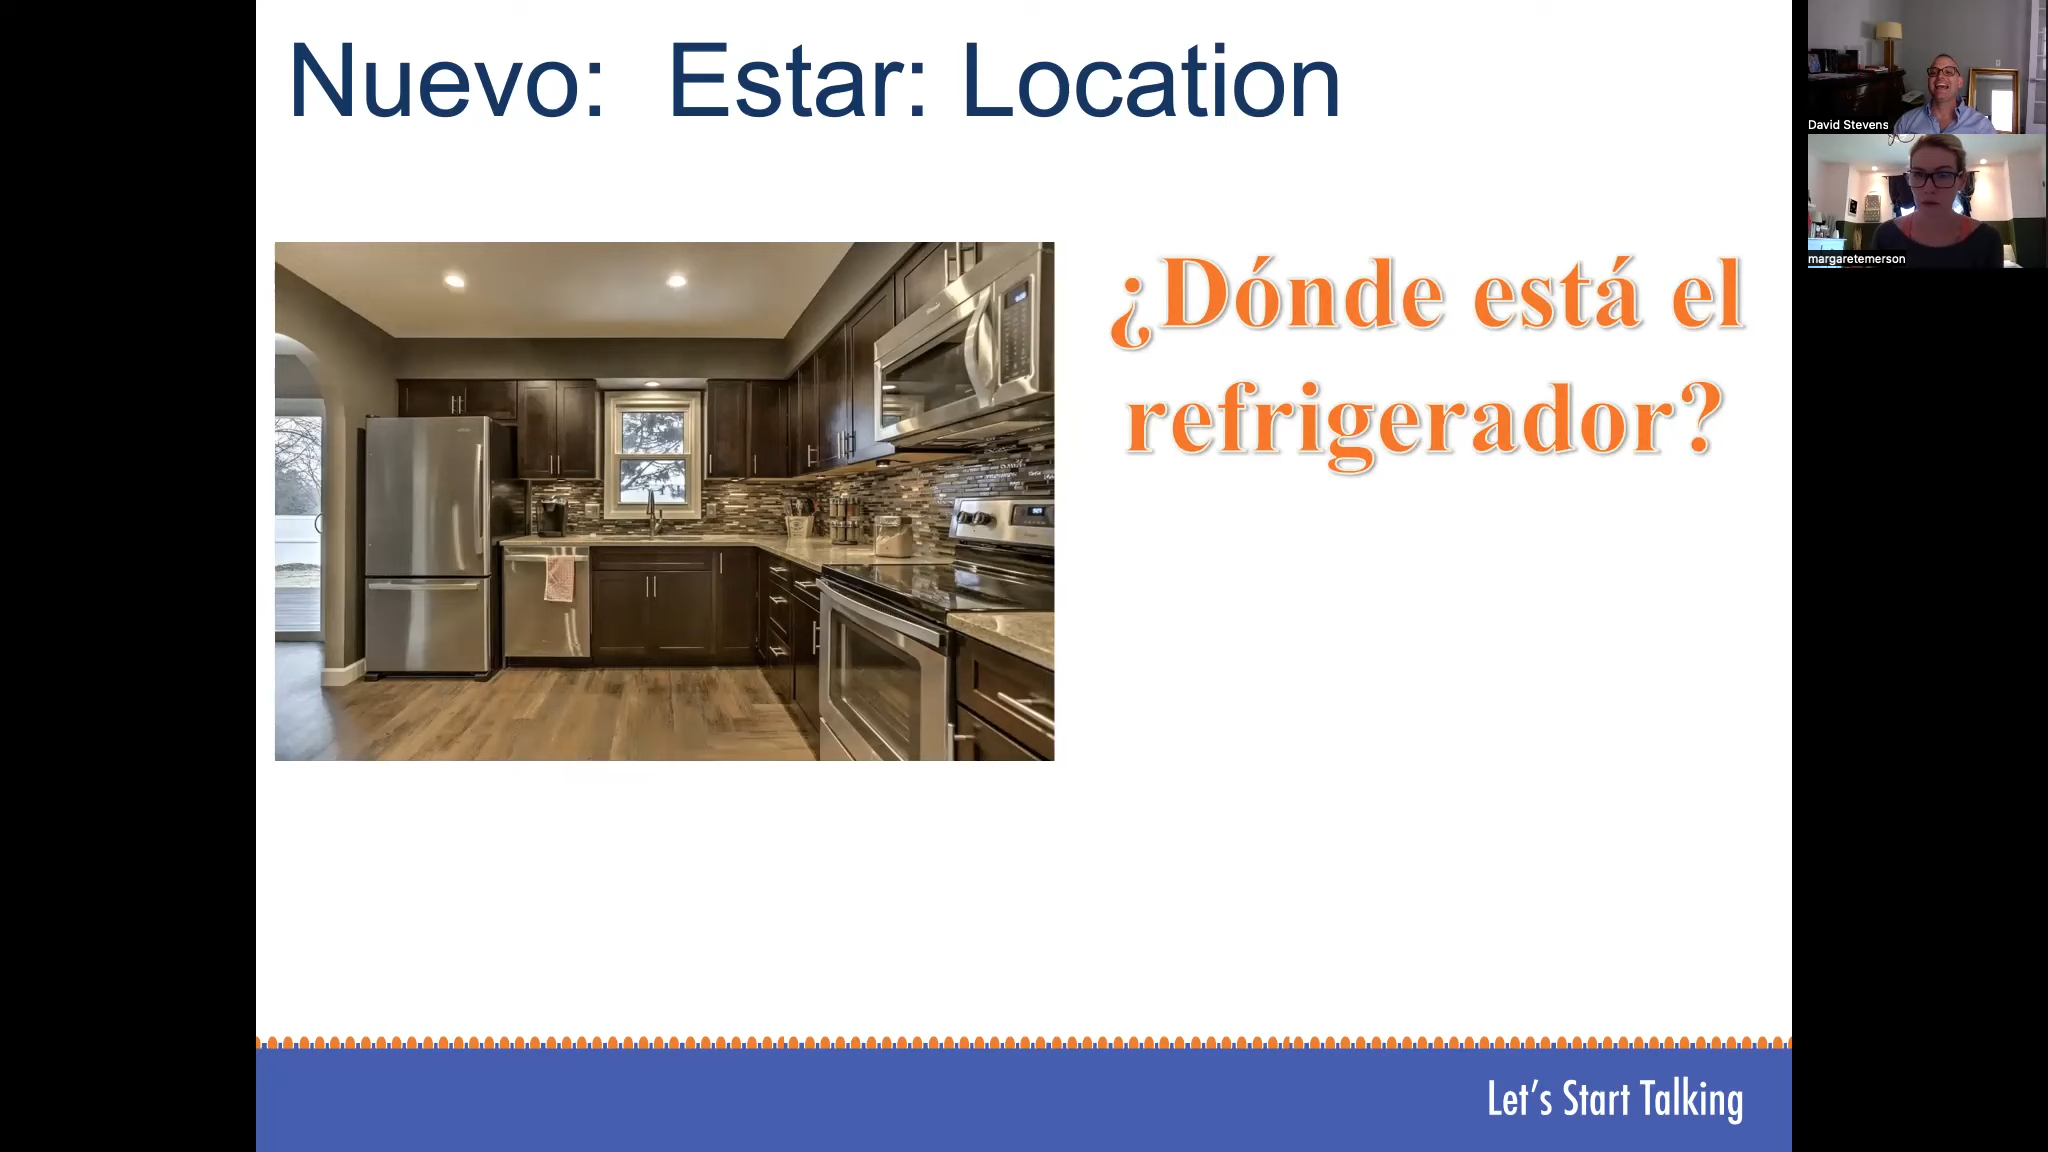 Nuevo:  Estar: Location
¿Dónde está el
refrigerador?
Let's Start Talking
David Stevens
margaretemerson